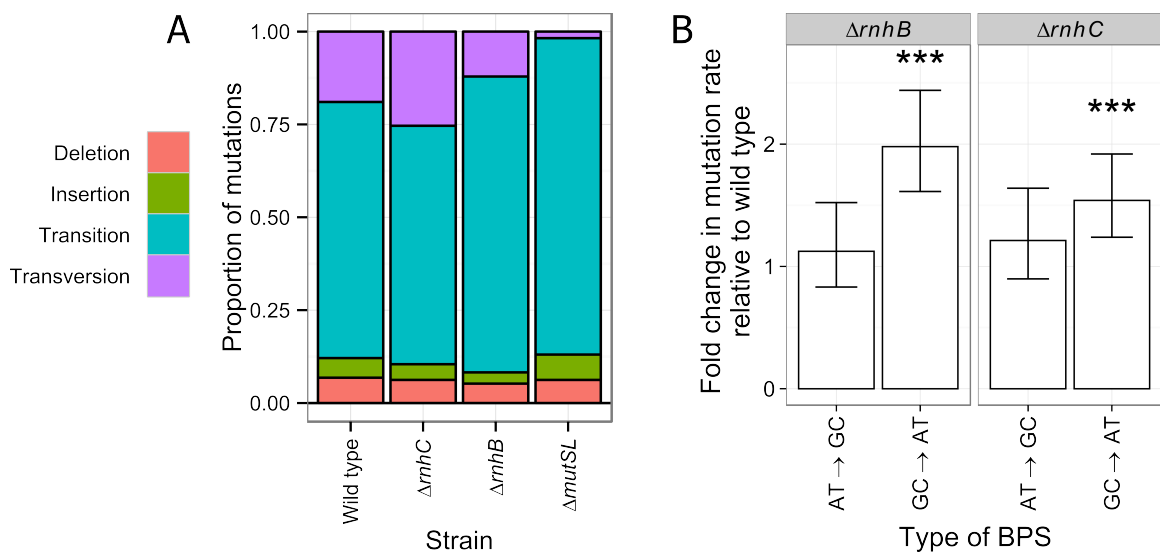 A
Deletion
Insertion
Transition
Transversion
Proportion of mutations
1.00
0.75
0.50
0.25
0.00
Wild type
ΔrnhC
ΔrnhB
ΔmutSL
Strain
B
ΔrnhB
ΔrnhC
***
***
Fold change in mutation rate
relative to wild type
2
1
0
AT → GC
GC → AT
AT → GC
GC → AT
Type of BPS